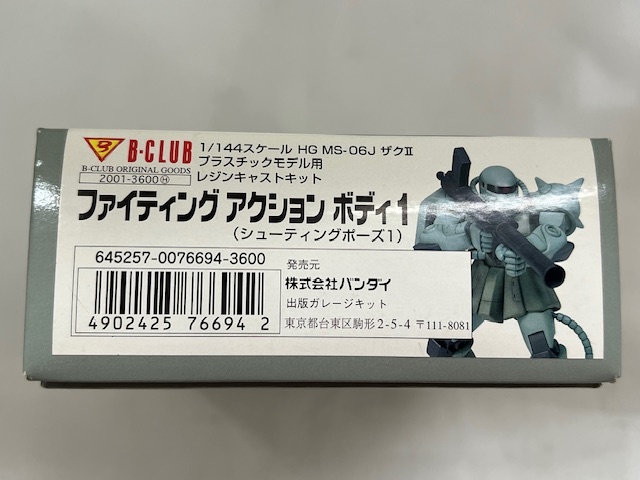 B-CLUB
B-CLUB ORIGINAL GOODS
2001-3600Ⓗ
1/144スケール HG MS-06J ザクⅡ
プラスチックモデル用
レジンキャストキット
ファイティング アクション ボディ1
(シューティングポーズ1)
645257-0076694-3600
4902425 766942
発売元
株式会社バンダイ
出版ガレージキット
東京都台東区駒形2-5-4 〒111-8081